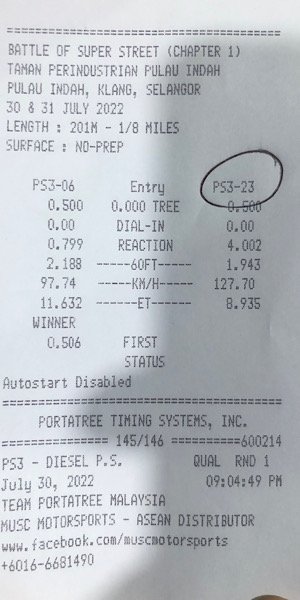 ==============================
BATTLE OF SUPER STREET (CHAPTER 1)
TAMAN PERINDUSTRIAN PULAU INDAH
PULAU INDAH, KLANG, SELANGOR
30 & 31 JULY 2022
LENGTH : 201M - 1/8 MILES
SURFACE : NO-PREP
PS3-06 Entry PS3-23
0.500 0.000 TREE 0.500
0.00 DIAL-IN 0.00
0.799 REACTION 4.002
2.188 ------60FT------ 1.943
97.74 ------KM/H------ 127.70
11.632 ------ET------- 8.935
WINNER
0.506 FIRST
STATUS
Autostart Disabled
==============================
PORTATREE TIMING SYSTEMS, INC.
=============== 145/146 ==========600214
PS3 - DIESEL P.S. QUAL RND 1
July 30, 2022 09:04:49 PM
TEAM PORTATREE MALAYSIA
MUSC MOTORSPORTS - ASEAN DISTRIBUTOR
www.facebook.com/muscmotorsports
+6016-6681490